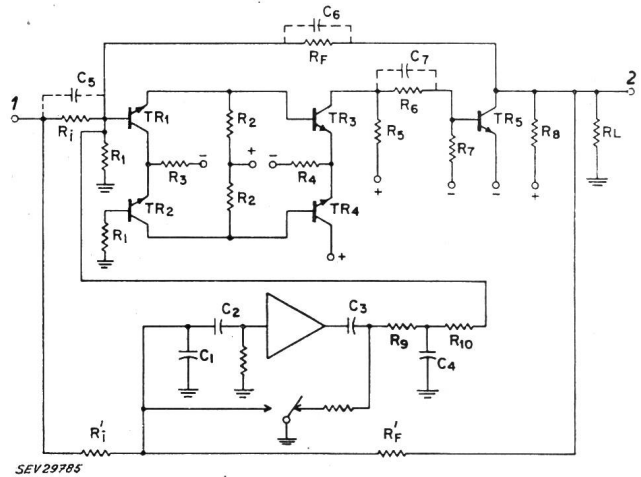 C6
RF
C5
C7
1
2
Ri
TR1
R2
TR3
R6
TR5
R1
R5
R7
R8
RL
R3
−
+
−
R4
R2
TR2
TR4
R1
+
−
−
+
+
C2
C3
C1
R9
R10
C4
R'i
R'F
SEV29785